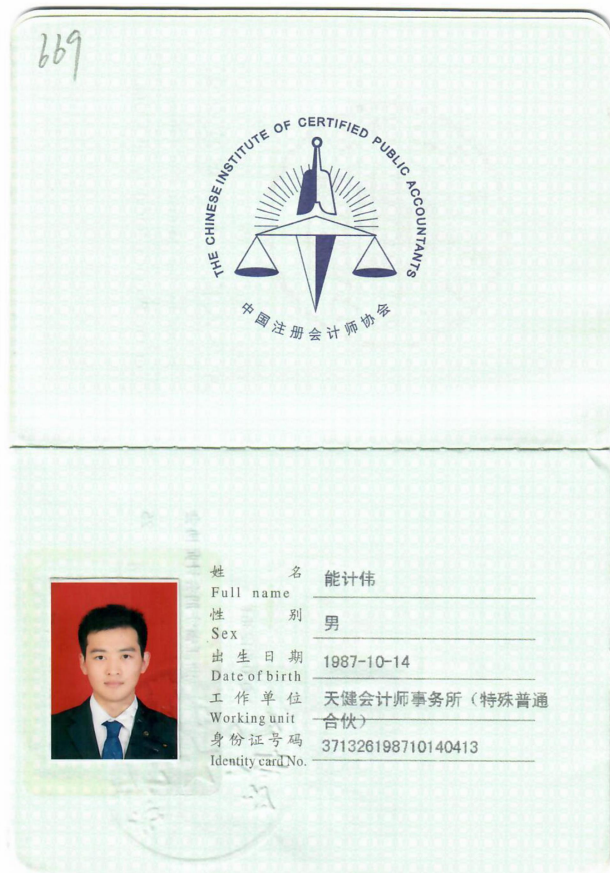 669
THE CHINESE INSTITUTE OF CERTIFIED PUBLIC ACCOUNTANTS
中国注册会计师协会
姓 名 能计伟
Full name
性 别 男
Sex
出生日期 1987-10-14
Date of birth
工作单位 天健会计师事务所（特殊普通
Working unit 合伙）
身份证号码 371326198710140413
Identity card No.